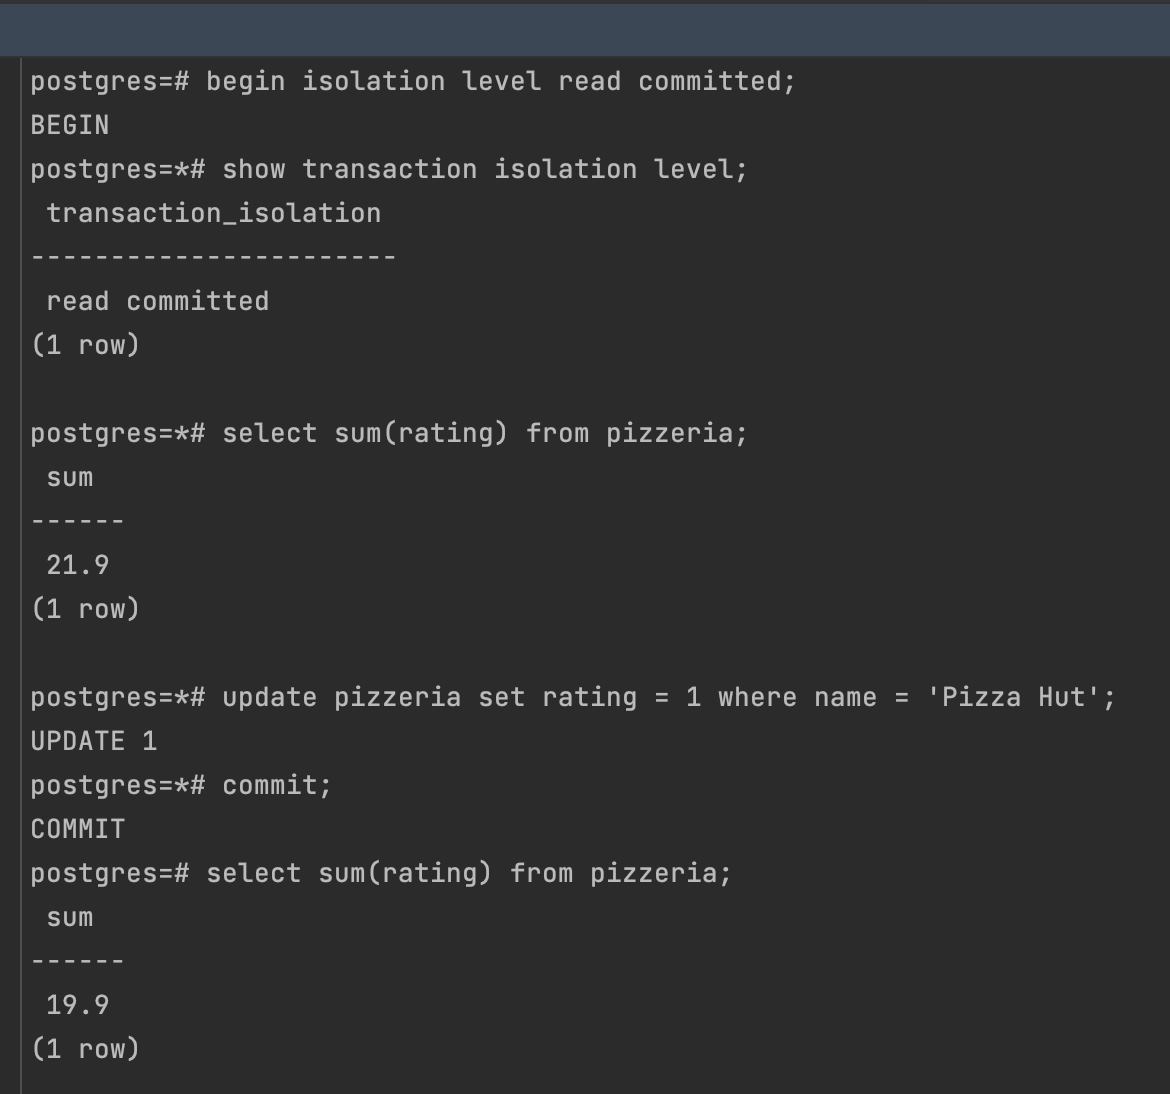 postgres=# begin isolation level read committed;
BEGIN
postgres=*# show transaction isolation level;
 transaction_isolation
-----------------------
 read committed
(1 row)

postgres=*# select sum(rating) from pizzeria;
 sum
------
 21.9
(1 row)

postgres=*# update pizzeria set rating = 1 where name = 'Pizza Hut';
UPDATE 1
postgres=*# commit;
COMMIT
postgres=# select sum(rating) from pizzeria;
 sum
------
 19.9
(1 row)